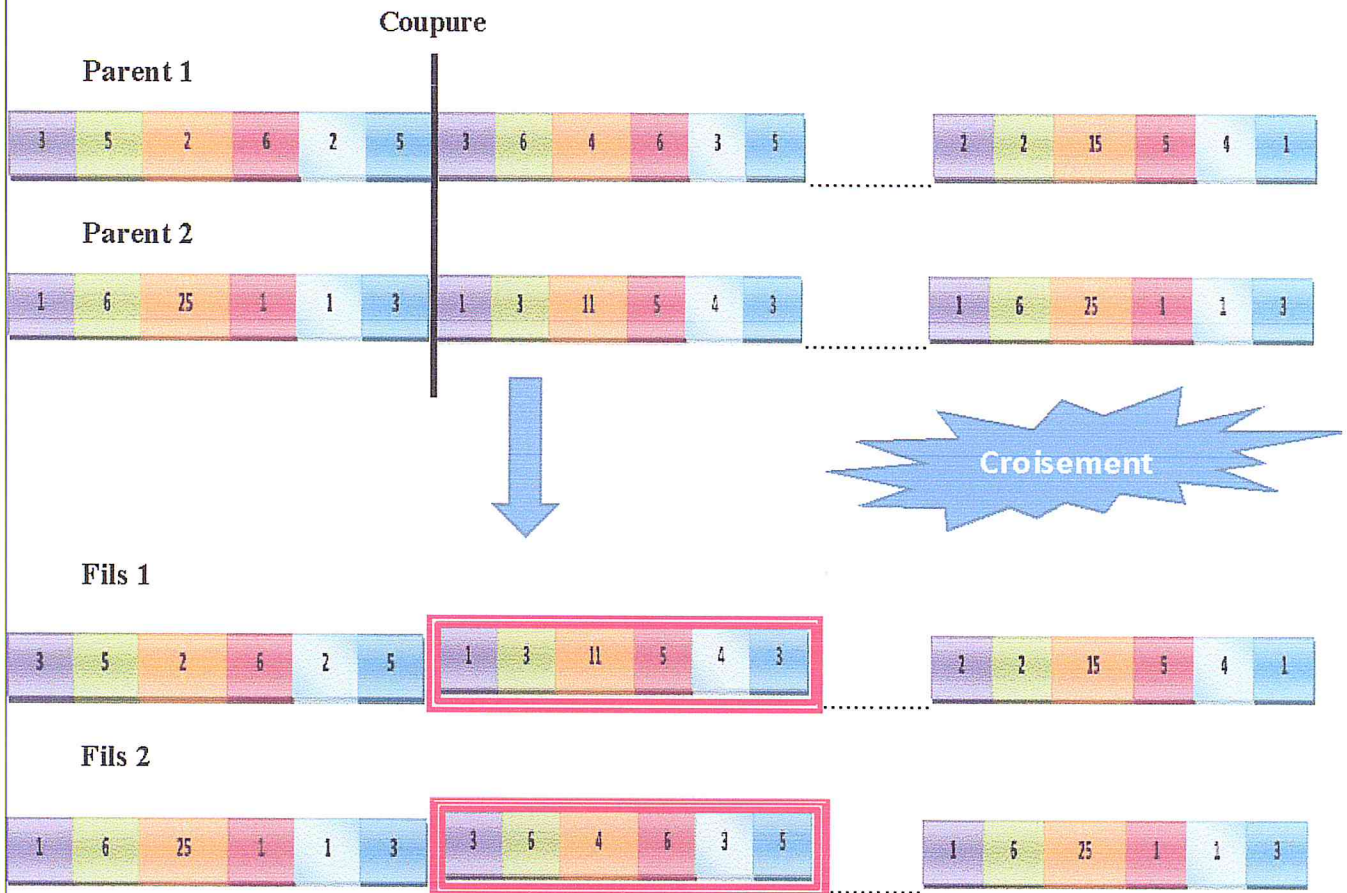 Coupure
Parent 1
3 5 2 6 2 5 3 6 4 6 3 5 ............ 2 2 15 5 4 1
Parent 2
1 6 25 1 1 3 1 3 11 5 4 3 ............ 1 6 25 1 1 3
Croisement
Fils 1
3 5 2 6 2 5 1 3 11 5 4 3 ............ 2 2 15 5 4 1
Fils 2
1 6 25 1 1 3 3 6 4 6 3 5 ............ 1 6 25 1 1 3